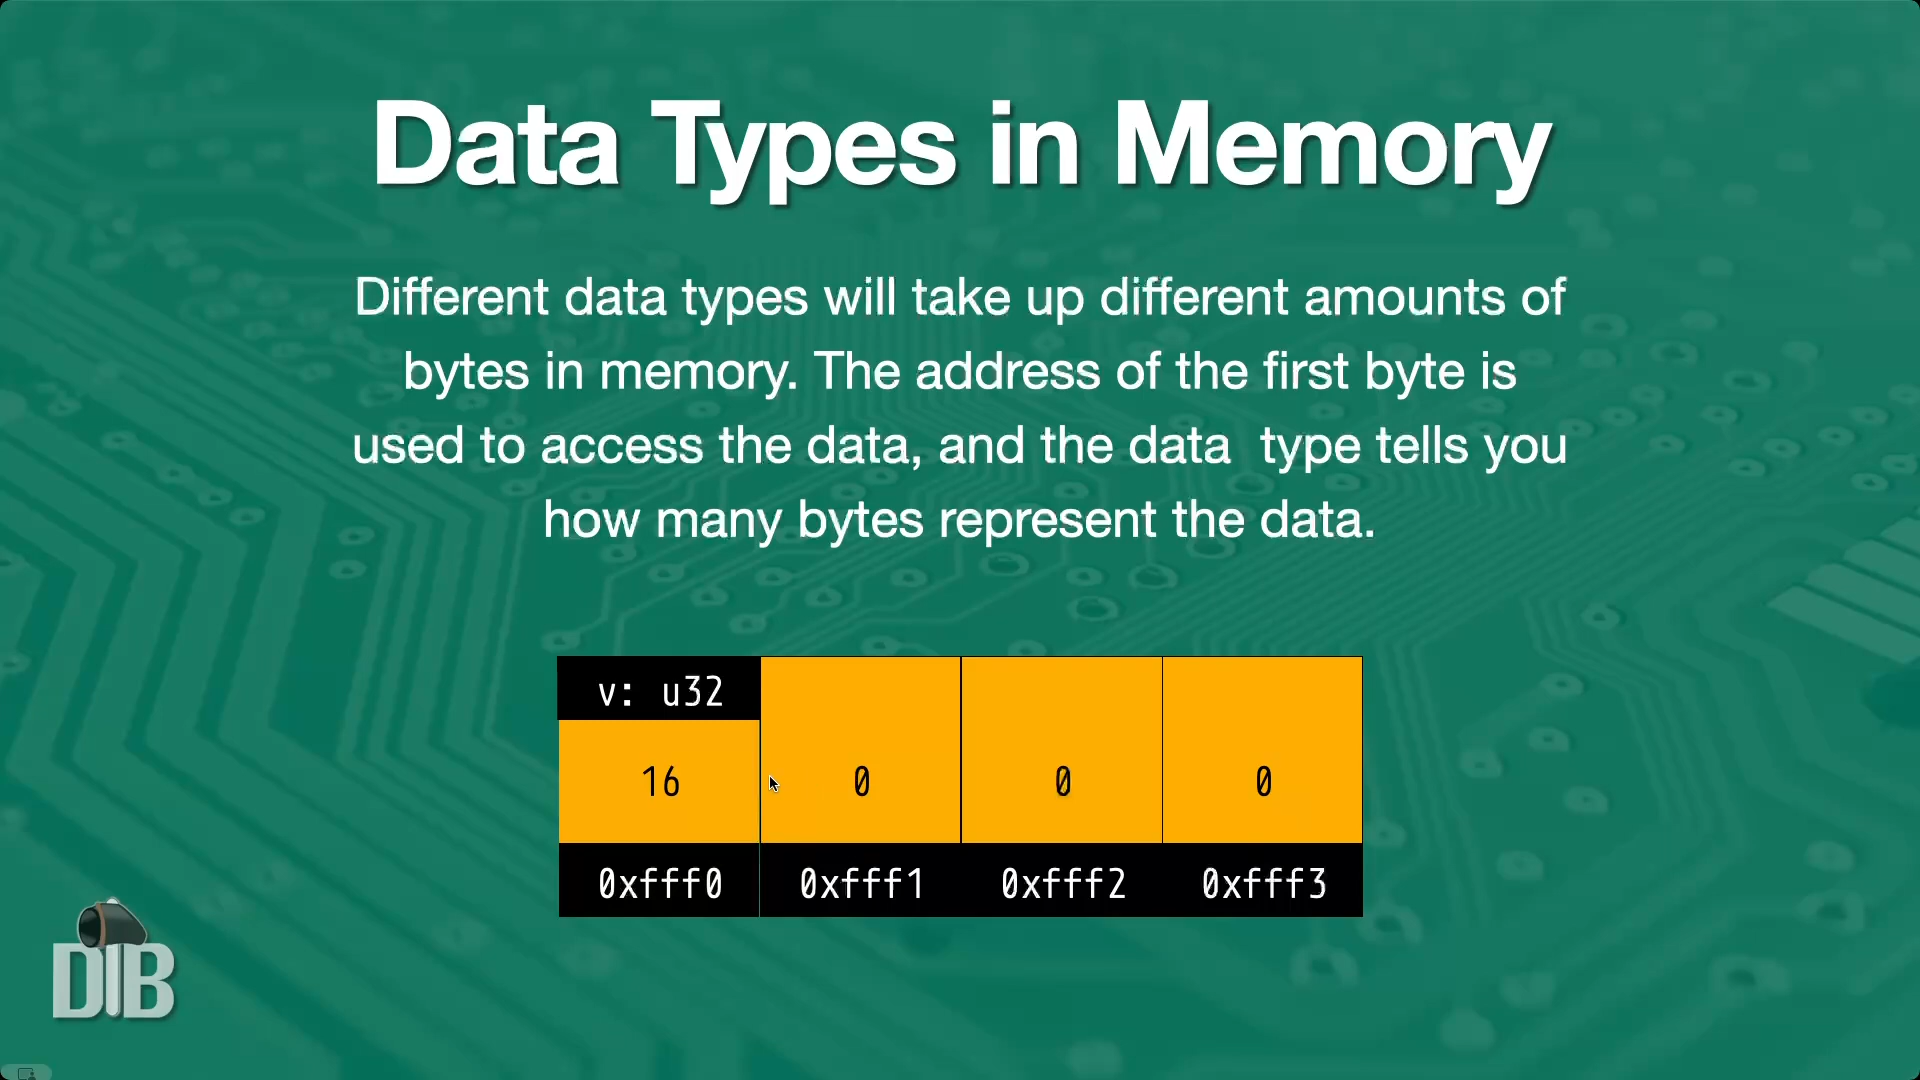 Data Types in Memory
Different data types will take up different amounts of
bytes in memory. The address of the first byte is
used to access the data, and the data  type tells you
how many bytes represent the data.
v: u32
16 0 0 0
0xfff0 0xfff1 0xfff2 0xfff3
DIB